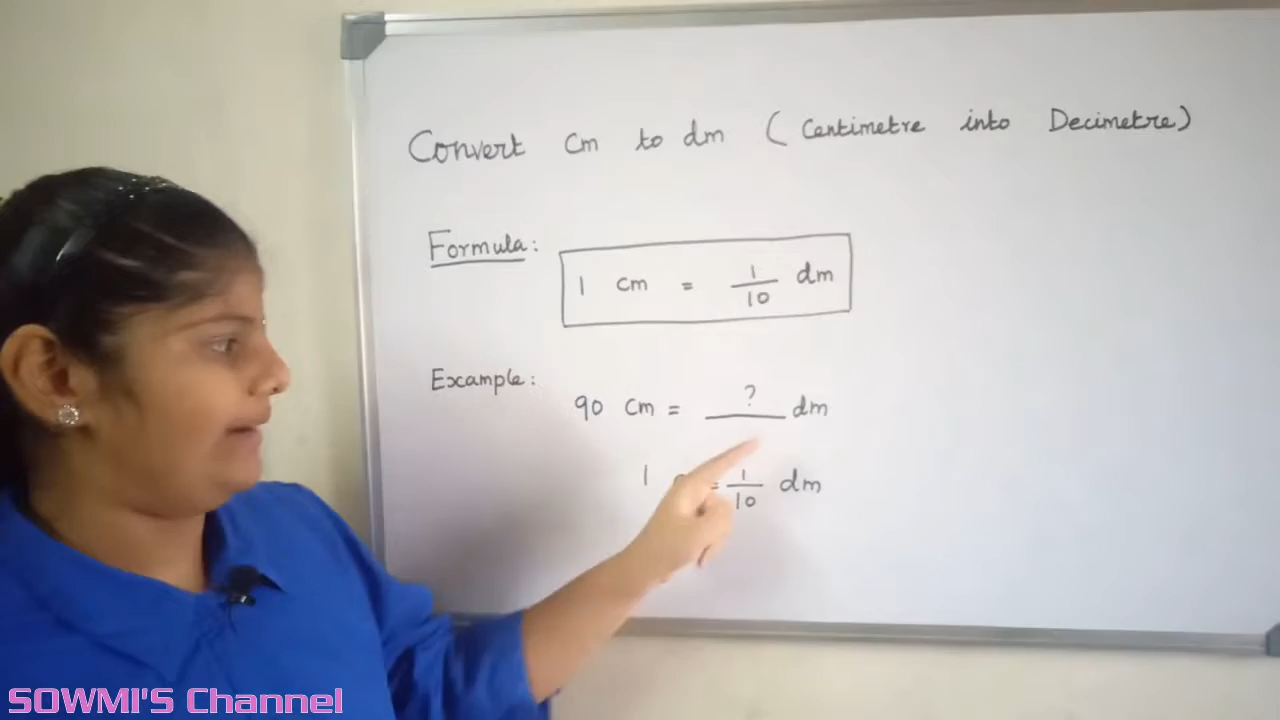 Convert cm to dm (Centimetre into Decimetre)
Formula:
1 cm = 1/10 dm
Example:
90 cm = ? dm
1 = 1/10 dm
SOWMI'S Channel